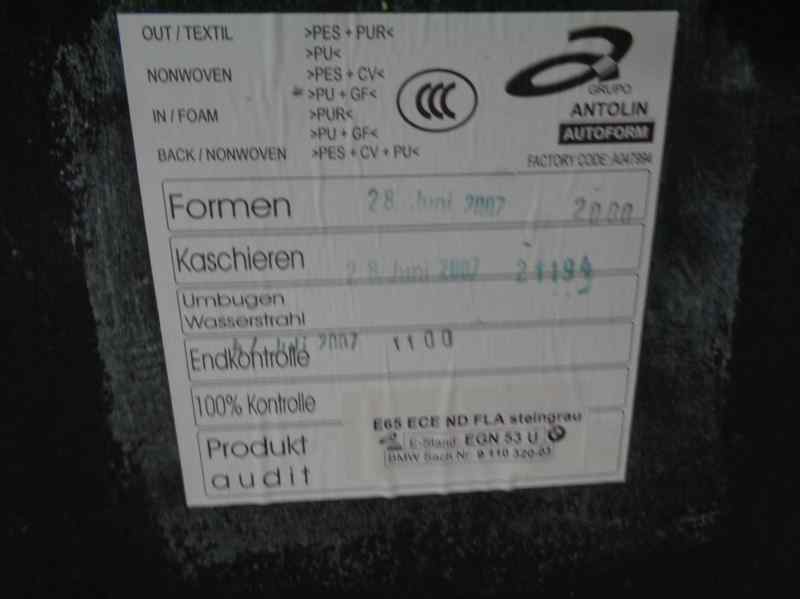 OUT / TEXTIL >PES + PUR<
>PU<
NONWOVEN >PES + CV<
>PU + GF<
IN / FOAM >PUR<
>PU + GF<
BACK / NONWOVEN >PES + CV + PU<
CCC
GRUPO
ANTOLIN
AUTOFORM
FACTORY CODE: A047994
Formen 28. Juni 2007 2000
Kaschieren 28. Juni 2007
Umbugen
Wasserstrahl
Endkontrolle Juli 2007 1100
100% Kontrolle
Produkt
audit
E65 ECE ND FLA steingrau
E-Stand: EGN 53 U
BMW Sach Nr. 9 110 320-03